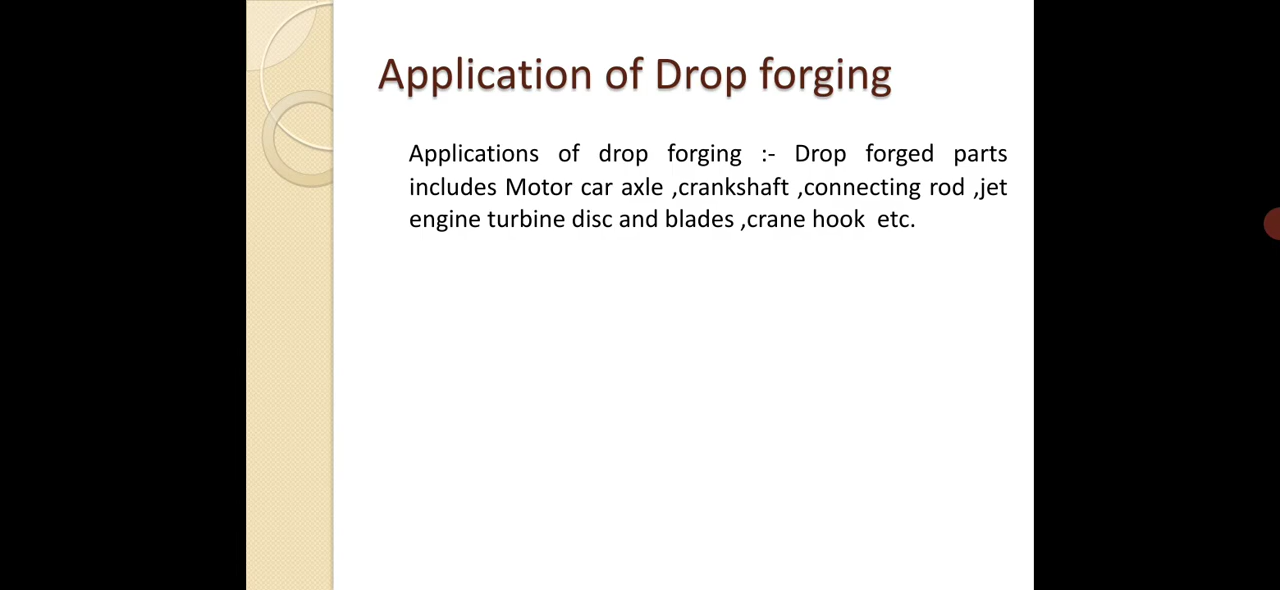 Application of Drop forging
Applications of drop forging :- Drop forged parts
includes Motor car axle ,crankshaft ,connecting rod ,jet
engine turbine disc and blades ,crane hook  etc.